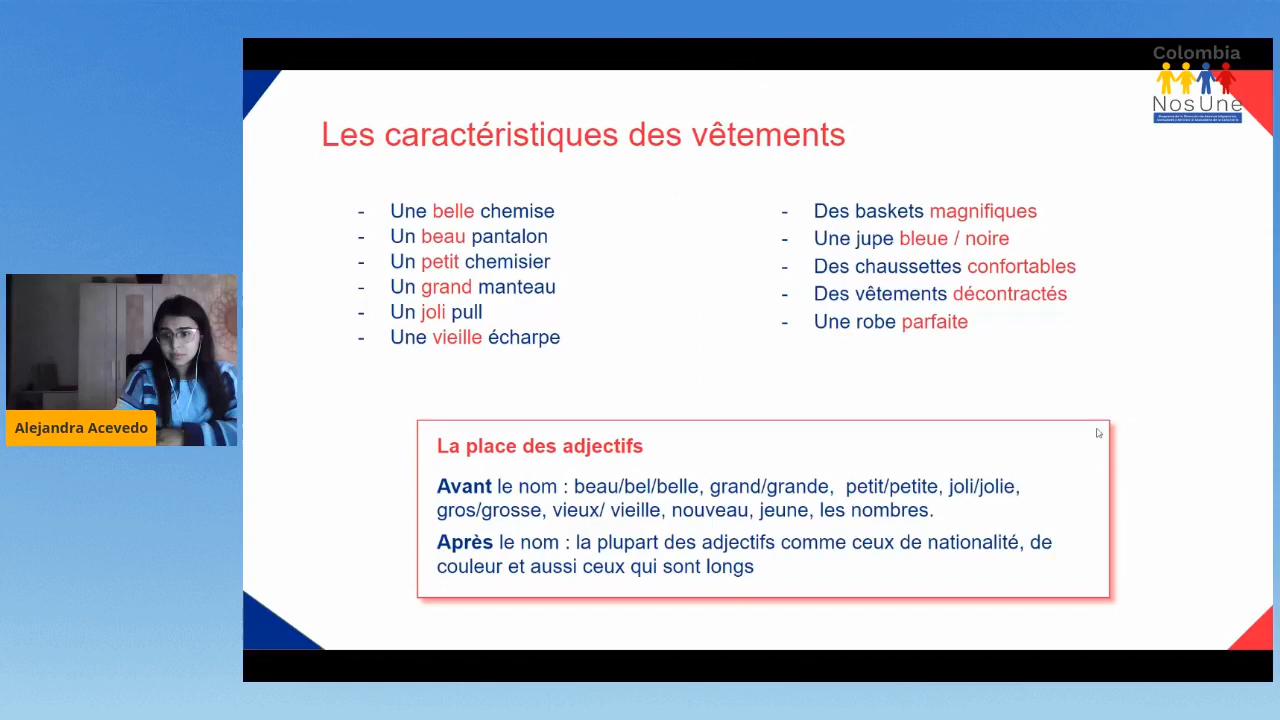 Colombia
NosUne
Les caractéristiques des vêtements
- Une belle chemise
- Un beau pantalon
- Un petit chemisier
- Un grand manteau
- Un joli pull
- Une vieille écharpe
- Des baskets magnifiques
- Une jupe bleue / noire
- Des chaussettes confortables
- Des vêtements décontractés
- Une robe parfaite
Alejandra Acevedo
La place des adjectifs
Avant le nom : beau/bel/belle, grand/grande, petit/petite, joli/jolie,
gros/grosse, vieux/ vieille, nouveau, jeune, les nombres.
Après le nom : la plupart des adjectifs comme ceux de nationalité, de
couleur et aussi ceux qui sont longs